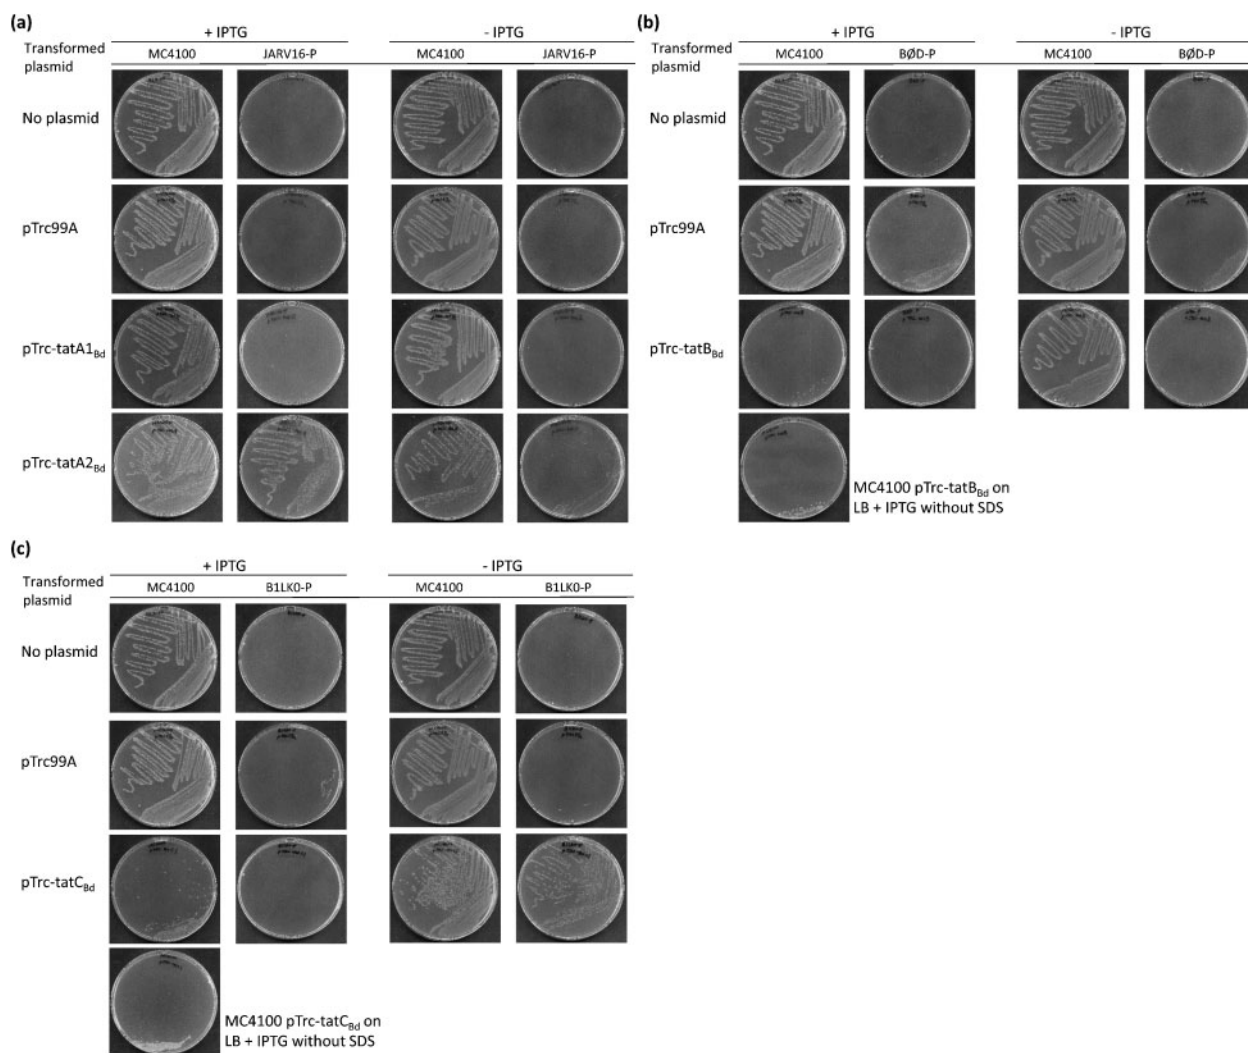 (a)
+ IPTG - IPTG
Transformed plasmid MC4100 JARV16-P MC4100 JARV16-P
No plasmid
pTrc99A
pTrc-tatA1Bd
pTrc-tatA2Bd
(b)
+ IPTG - IPTG
Transformed plasmid MC4100 BØD-P MC4100 BØD-P
No plasmid
pTrc99A
pTrc-tatBBd
MC4100 pTrc-tatBBd on
LB + IPTG without SDS
(c)
+ IPTG - IPTG
Transformed plasmid MC4100 B1LK0-P MC4100 B1LK0-P
No plasmid
pTrc99A
pTrc-tatCBd
MC4100 pTrc-tatCBd on
LB + IPTG without SDS